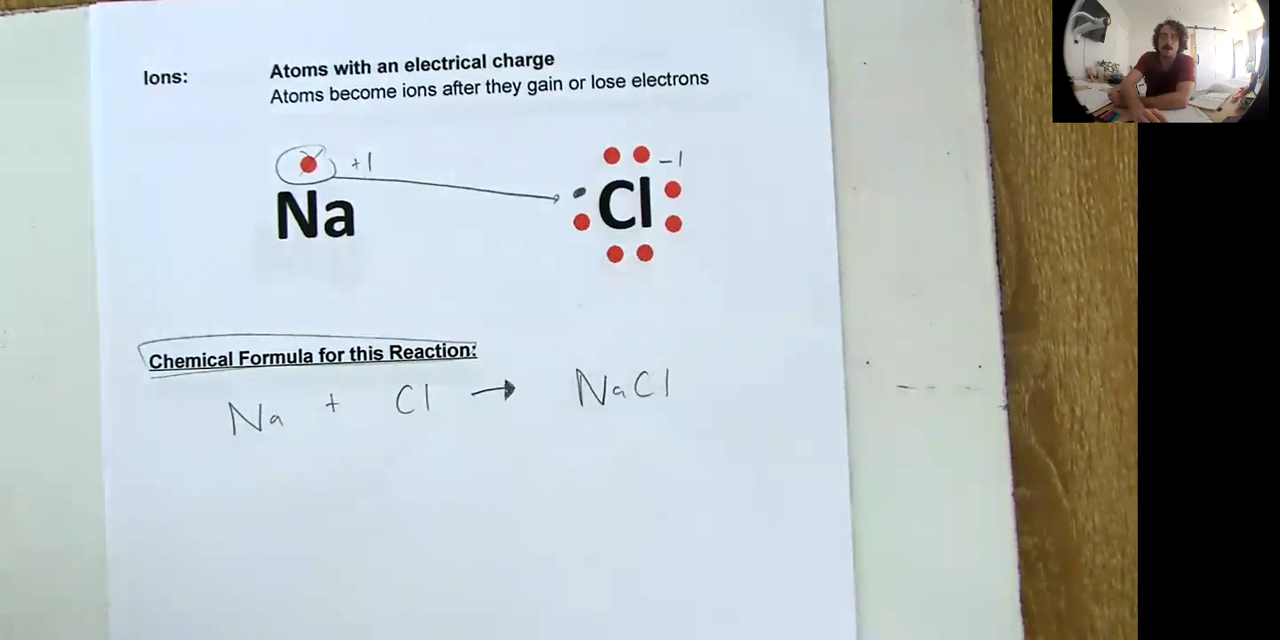 Ions: Atoms with an electrical charge
Atoms become ions after they gain or lose electrons
+1 -1
Na Cl
Chemical Formula for this Reaction:
Na + Cl → NaCl